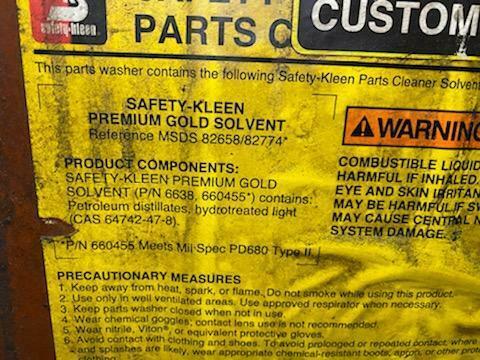 safety-kleen
PARTS C
CUSTOM
This parts washer contains the following Safety-Kleen Parts Cleaner Solvent
SAFETY-KLEEN
PREMIUM GOLD SOLVENT
Reference MSDS 82658/82774*
WARNING
PRODUCT COMPONENTS:
SAFETY-KLEEN PREMIUM GOLD
SOLVENT (P/N 6638, 660455*) contains:
Petroleum distillates, hydrotreated light
(CAS 64742-47-8).
*P/N 660455 Meets Mil Spec PD680 Type II.
COMBUSTIBLE LIQUID
HARMFUL IF INHALED.
EYE AND SKIN IRRITAN
MAY BE HARMFUL IF SW
MAY CAUSE CENTRAL N
SYSTEM DAMAGE.
PRECAUTIONARY MEASURES
1. Keep away from heat, spark, or flame. Do not smoke while using this product.
2. Use only in well ventilated areas. Use approved respirator when necessary.
3. Keep parts washer closed when not in use.
4. Wear chemical goggles; contact lens use is not recommended.
5. Wear nitrile, Viton®, or equivalent protective gloves.
6. Avoid contact with clothing and shoes. To avoid prolonged or repeated contact, where
and splashes are likely, wear appropriate chemical-resistant boots, apron, or other prote